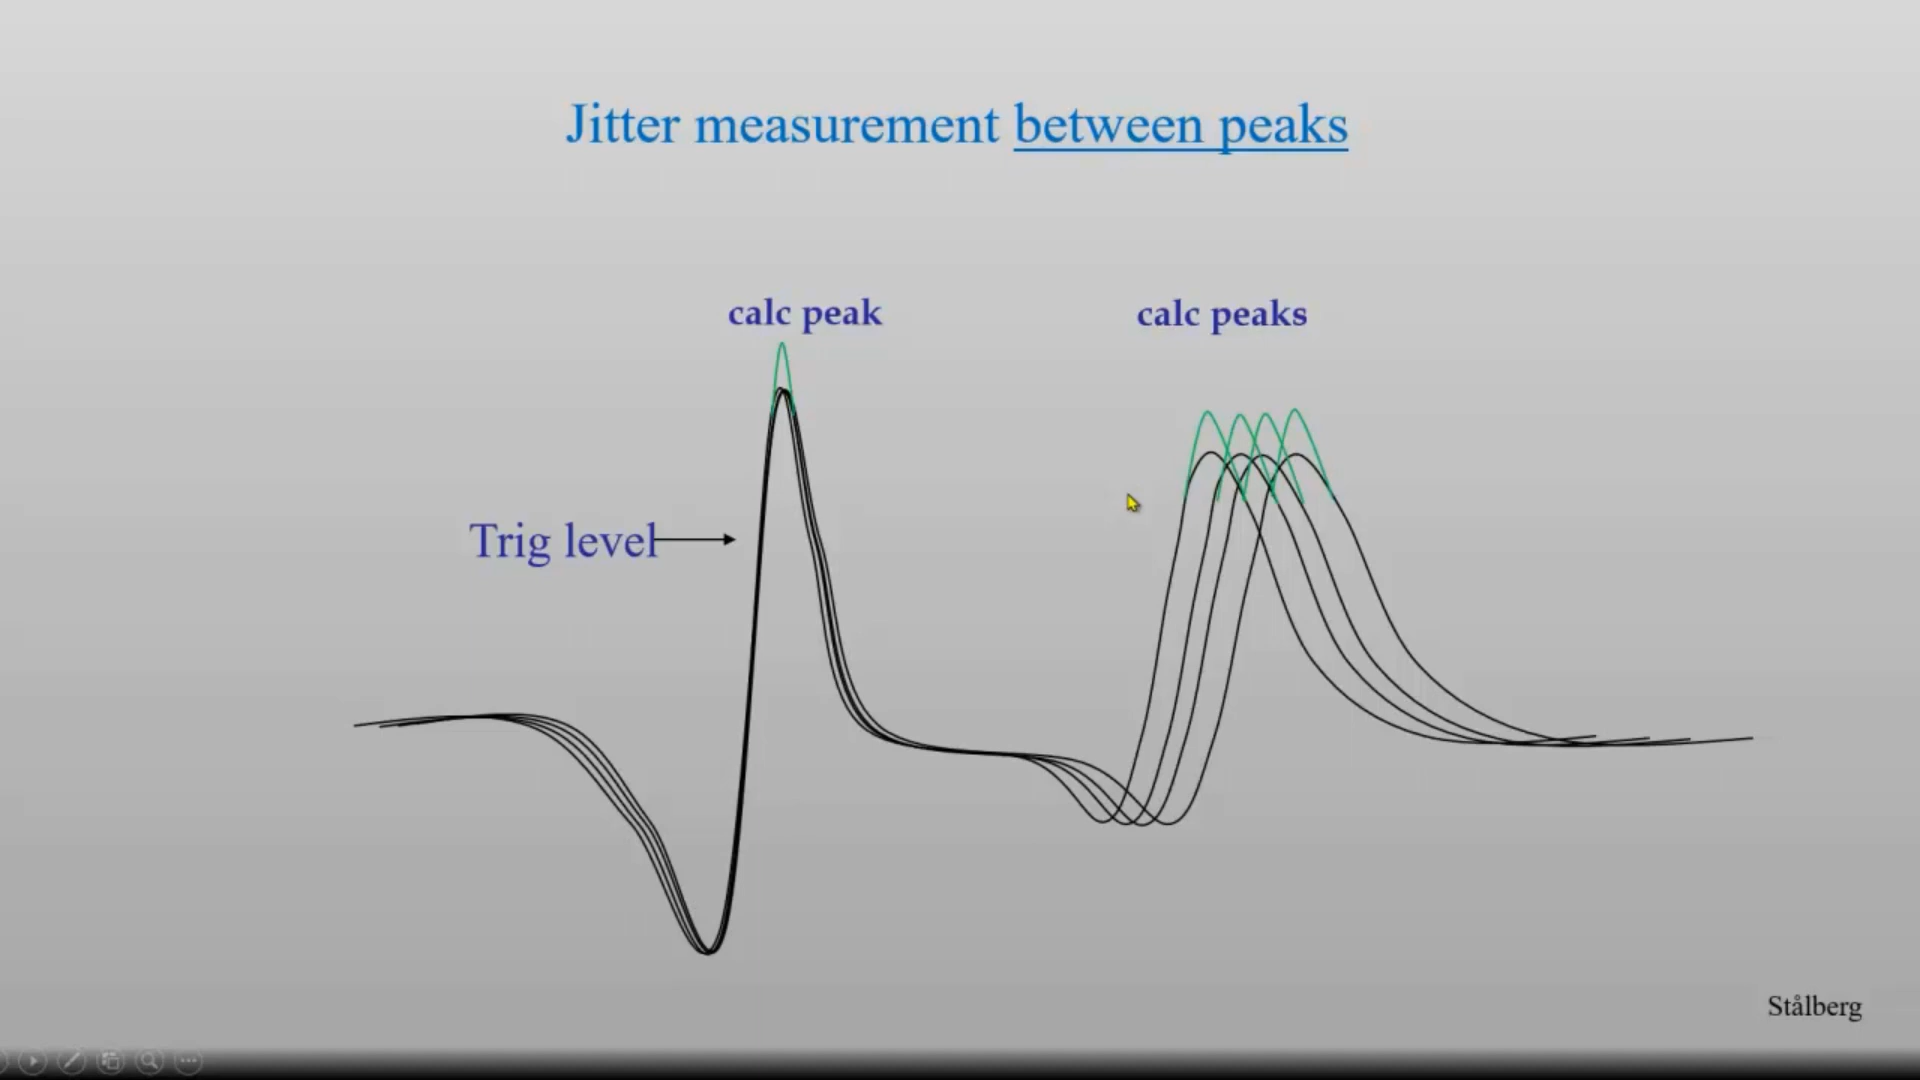 Jitter measurement between peaks
calc peak
calc peaks
Trig level
Stålberg